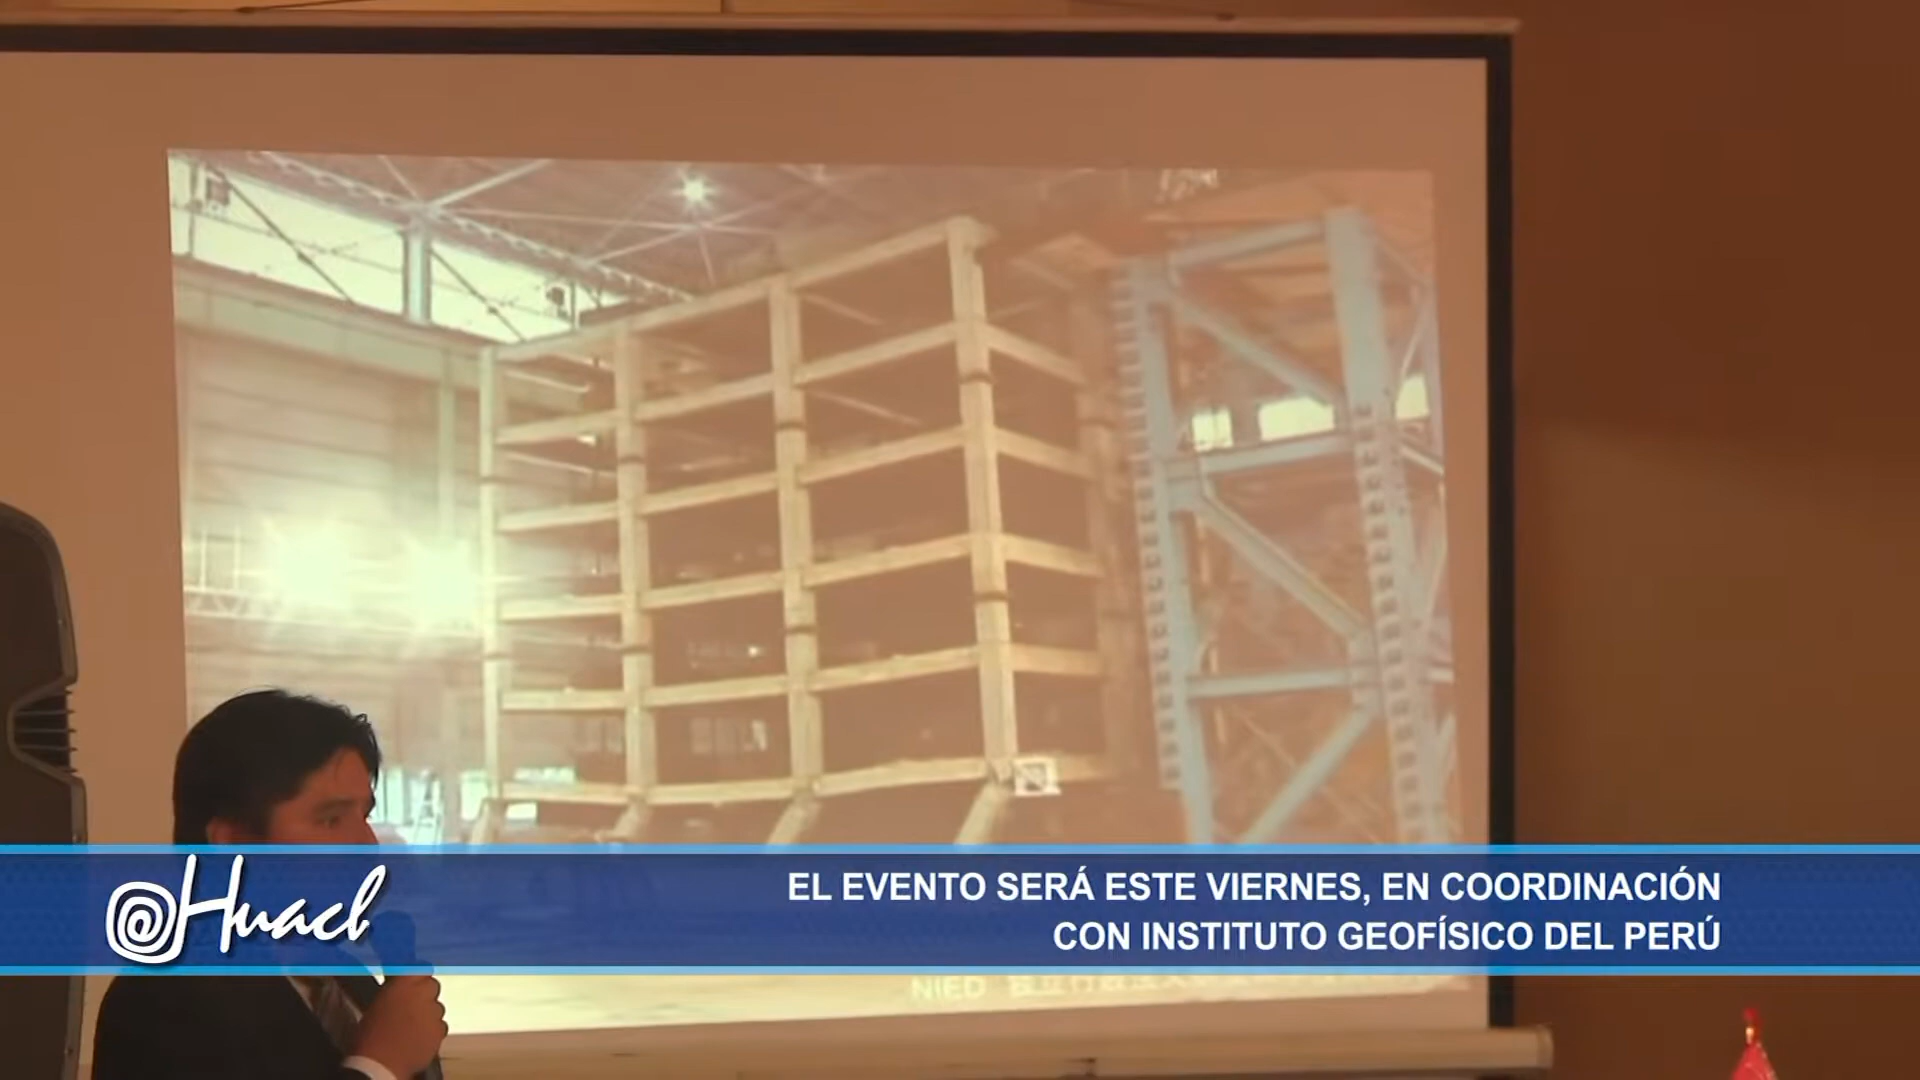 @Huacl
EL EVENTO SERÁ ESTE VIERNES, EN COORDINACIÓN
CON INSTITUTO GEOFÍSICO DEL PERÚ
NIED